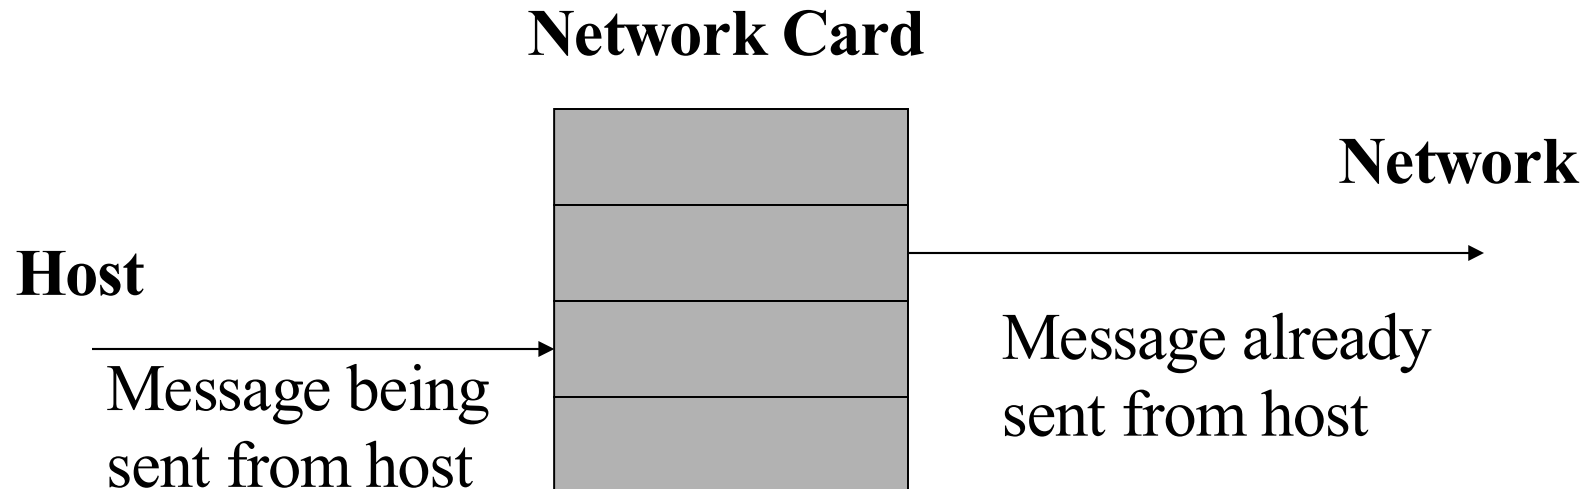 Network Card
Network
Host
Message being
sent from host
Message already
sent from host